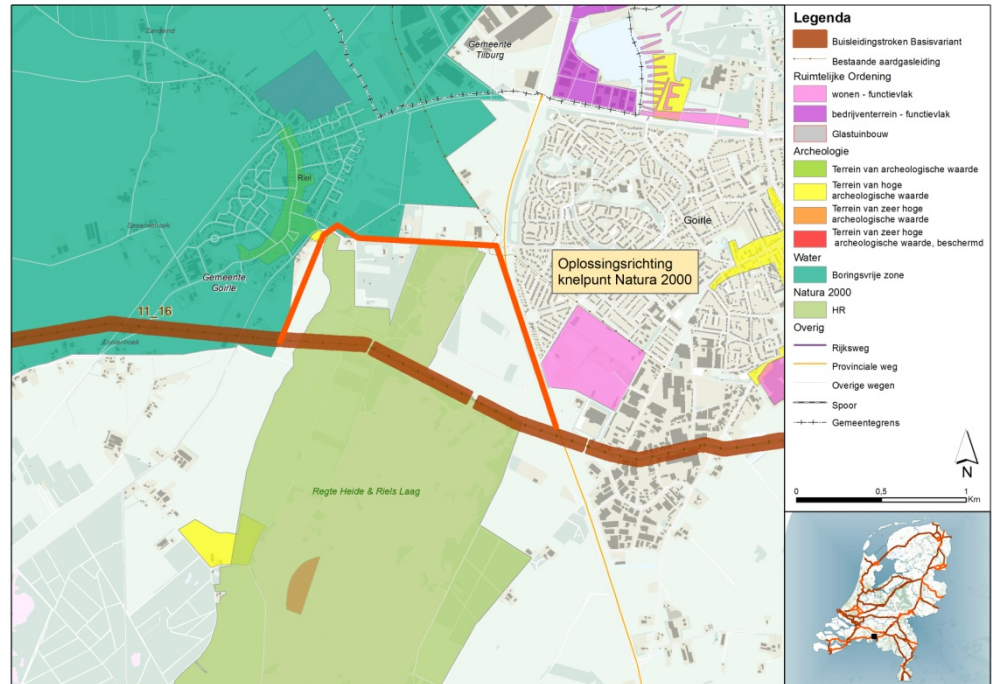 Zandeind
Gemeente
Tilburg
Riel
Goirle
Gemeente
Goirle
Oplossingsrichting
knelpunt Natura 2000
11_16
Zandeind
Regte Heide & Riels Laag
Legenda
Buisleidingstroken Basisvariant
Bestaande aardgasleiding
Ruimtelijke Ordening
wonen - functievlak
bedrijventerrein - functievlak
Glastuinbouw
Archeologie
Terrein van archeologische waarde
Terrein van hoge
archeologische waarde
Terrein van zeer hoge
archeologische waarde
Terrein van zeer hoge
archeologische waarde, beschermd
Water
Boringsvrije zone
Natura 2000
HR
Overig
Rijksweg
Provinciale weg
Overige wegen
Spoor
Gemeentegrens
N
0 0,5 1
Km